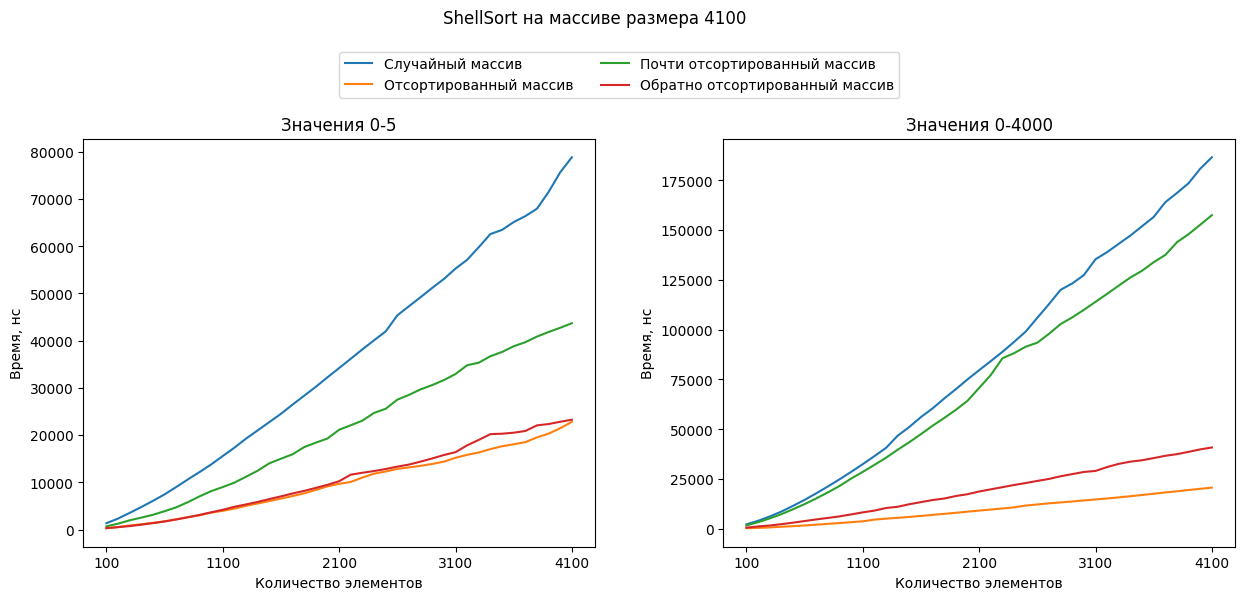 ShellSort на массиве размера 4100
Случайный массив
Отсортированный массив
Почти отсортированный массив
Обратно отсортированный массив
Значения 0-5
80000
70000
60000
50000
40000
30000
20000
10000
0
Время, нс
100 1100 2100 3100 4100
Количество элементов
Значения 0-4000
175000
150000
125000
100000
75000
50000
25000
0
Время, нс
100 1100 2100 3100 4100
Количество элементов